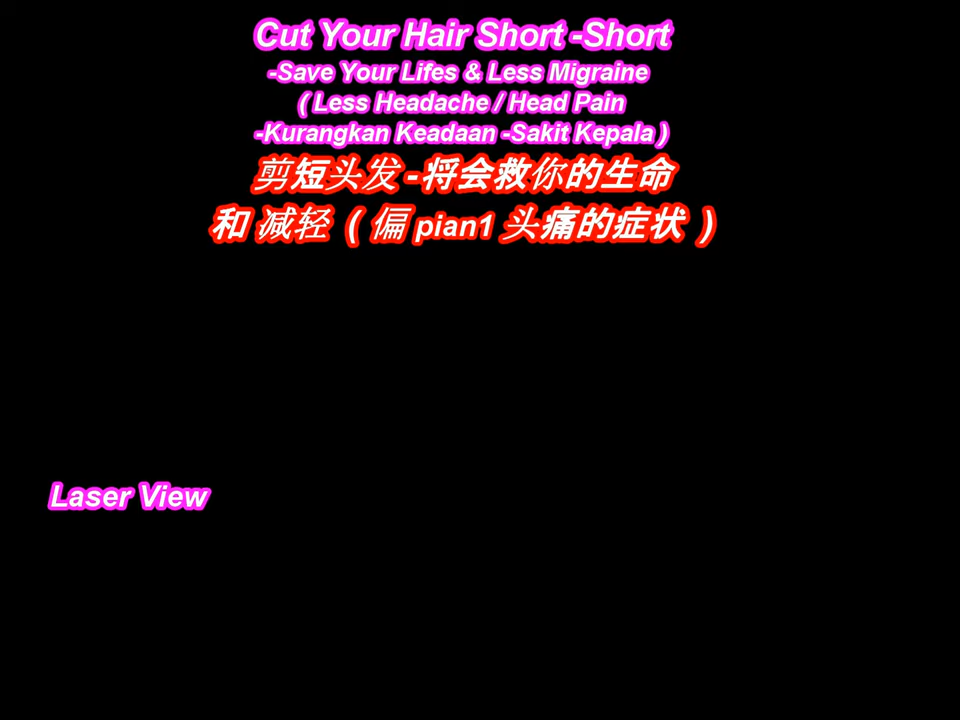 Cut Your Hair Short -Short
-Save Your Lifes & Less Migraine
( Less Headache / Head Pain
-Kurangkan Keadaan -Sakit Kepala )
剪短头发 -将会救你的生命
和 减轻 ( 偏 pian1 头痛的症状 )
Laser View